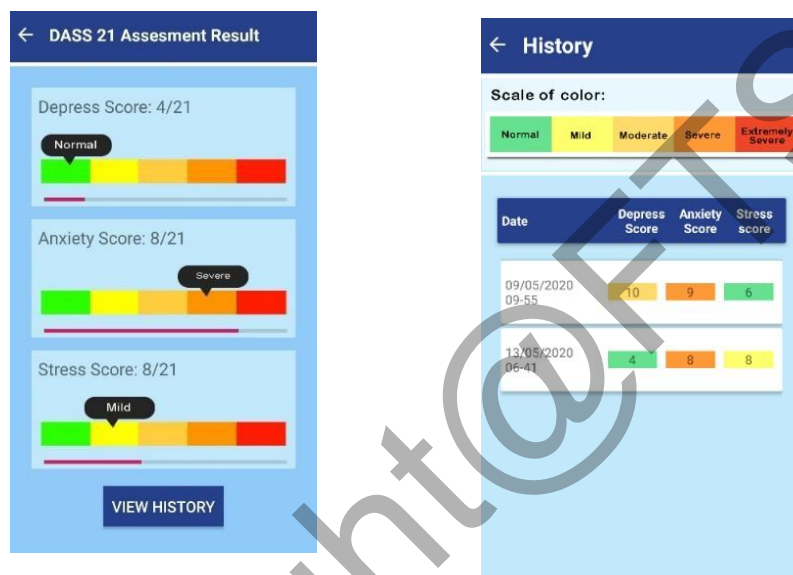 DASS 21 Assesment Result
Depress Score: 4/21
Normal
Anxiety Score: 8/21
Severe
Stress Score: 8/21
Mild
VIEW HISTORY
History
Scale of color:
Normal Mild Moderate Severe Extremely Severe
Date Depress Score Anxiety Score Stress score
09/05/2020
09-55
10 9 6
13/05/2020
06-41
4 8 8